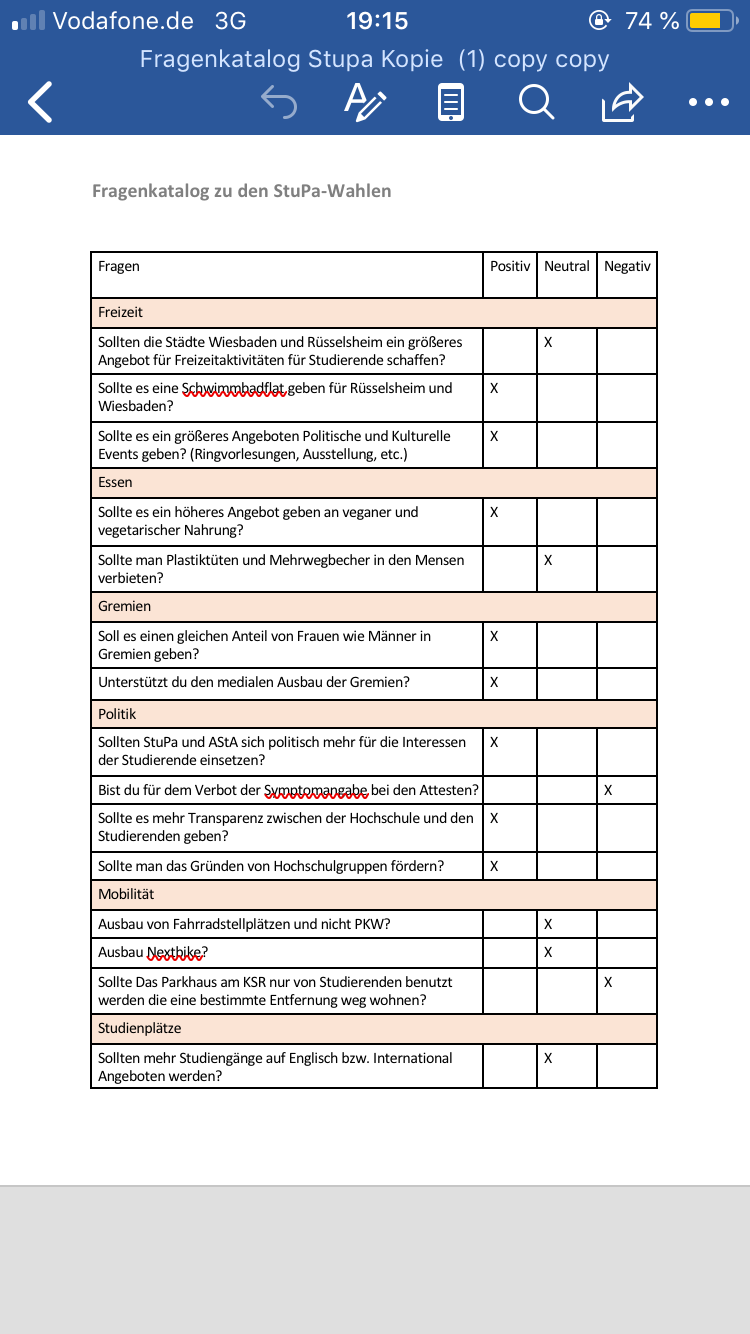 Vodafone.de 3G 19:15 74 %
Fragenkatalog Stupa Kopie (1) copy copy
Fragenkatalog zu den StuPa-Wahlen
Fragen Positiv Neutral Negativ
Freizeit
Sollten die Städte Wiesbaden und Rüsselsheim ein größeres X
Angebot für Freizeitaktivitäten für Studierende schaffen?
Sollte es eine Schwimmbadflat geben für Rüsselsheim und X
Wiesbaden?
Sollte es ein größeres Angeboten Politische und Kulturelle X
Events geben? (Ringvorlesungen, Ausstellung, etc.)
Essen
Sollte es ein höheres Angebot geben an veganer und X
vegetarischer Nahrung?
Sollte man Plastiktüten und Mehrwegbecher in den Mensen X
verbieten?
Gremien
Soll es einen gleichen Anteil von Frauen wie Männer in X
Gremien geben?
Unterstützt du den medialen Ausbau der Gremien? X
Politik
Sollten StuPa und AStA sich politisch mehr für die Interessen X
der Studierende einsetzen?
Bist du für dem Verbot der Symptomangabe bei den Attesten? X
Sollte es mehr Transparenz zwischen der Hochschule und den X
Studierenden geben?
Sollte man das Gründen von Hochschulgruppen fördern? X
Mobilität
Ausbau von Fahrradstellplätzen und nicht PKW? X
Ausbau Nextbike? X
Sollte Das Parkhaus am KSR nur von Studierenden benutzt X
werden die eine bestimmte Entfernung weg wohnen?
Studienplätze
Sollten mehr Studiengänge auf Englisch bzw. International X
Angeboten werden?